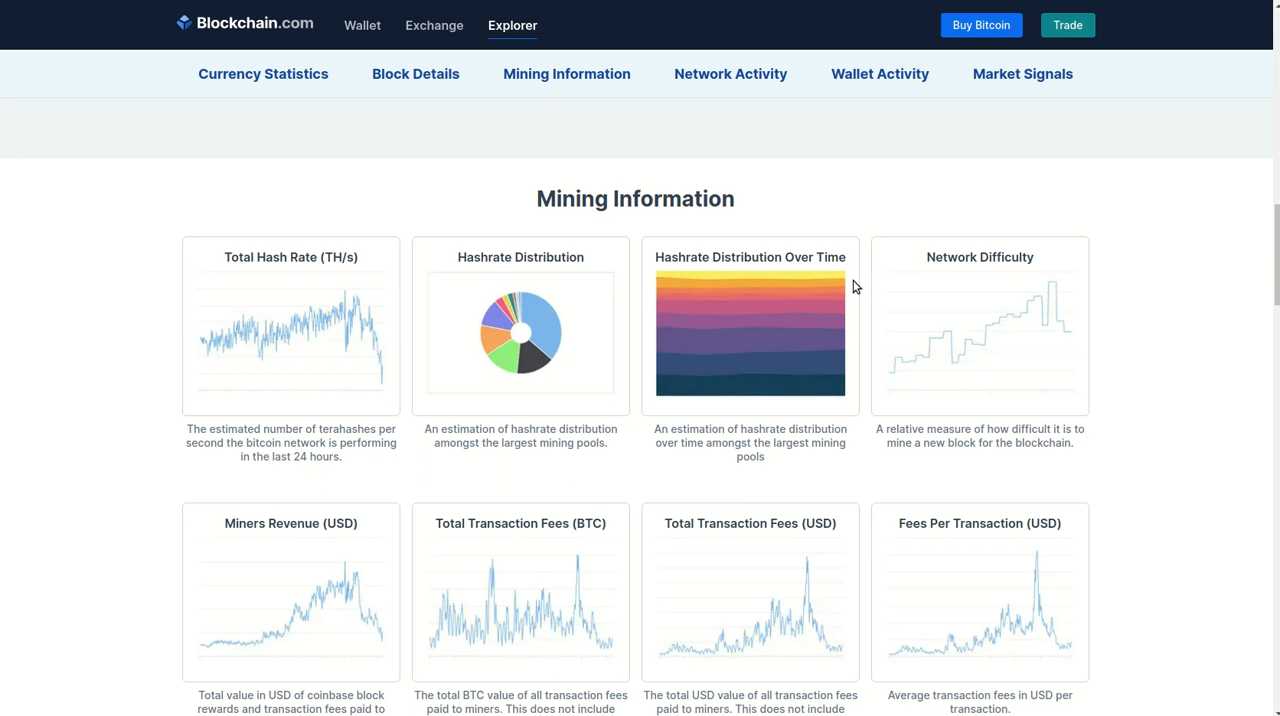 Blockchain.com Wallet Exchange Explorer Buy Bitcoin Trade
Currency Statistics Block Details Mining Information Network Activity Wallet Activity Market Signals
Mining Information
Total Hash Rate (TH/s)
The estimated number of terahashes per
second the bitcoin network is performing
in the last 24 hours.
Hashrate Distribution
An estimation of hashrate distribution
amongst the largest mining pools.
Hashrate Distribution Over Time
An estimation of hashrate distribution
over time amongst the largest mining
pools
Network Difficulty
A relative measure of how difficult it is to
mine a new block for the blockchain.
Miners Revenue (USD)
Total value in USD of coinbase block
rewards and transaction fees paid to
Total Transaction Fees (BTC)
The total BTC value of all transaction fees
paid to miners. This does not include
Total Transaction Fees (USD)
The total USD value of all transaction fees
paid to miners. This does not include
Fees Per Transaction (USD)
Average transaction fees in USD per
transaction.